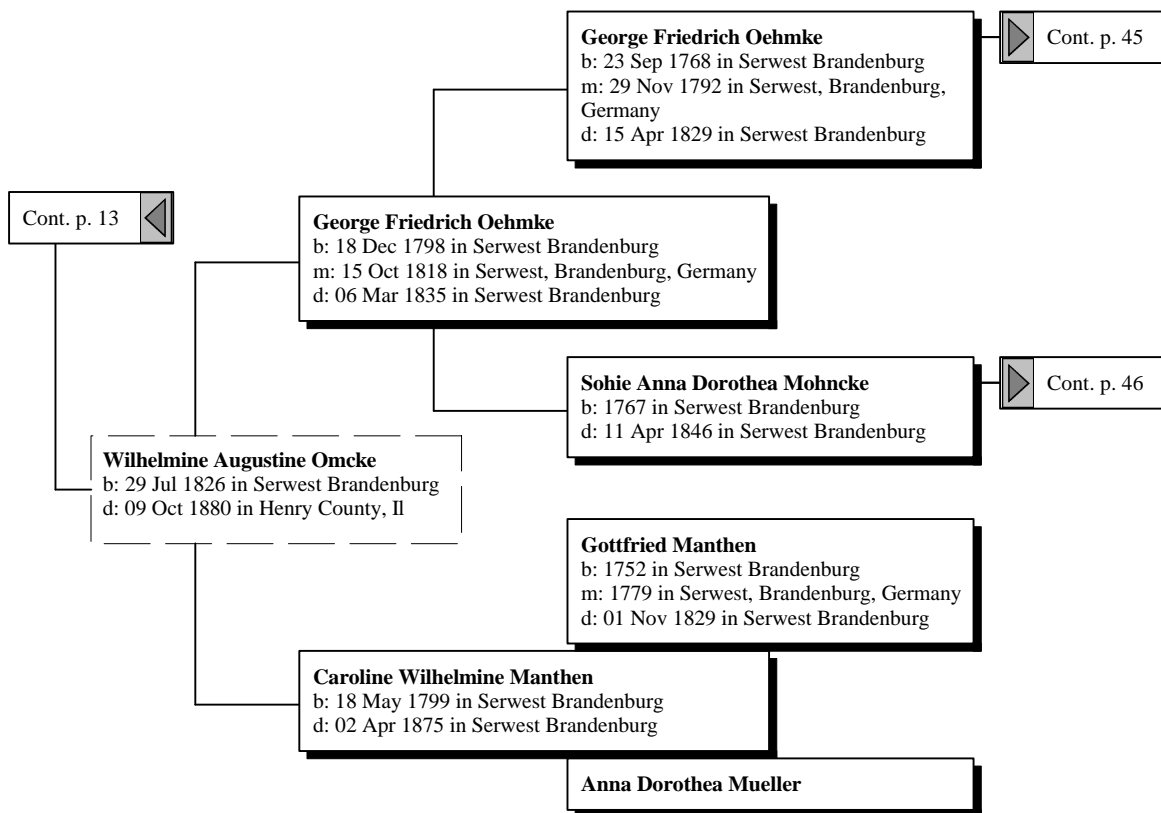 George Friedrich Oehmke
b: 23 Sep 1768 in Serwest Brandenburg
m: 29 Nov 1792 in Serwest, Brandenburg,
Germany
d: 15 Apr 1829 in Serwest Brandenburg
Cont. p. 45
Cont. p. 13
George Friedrich Oehmke
b: 18 Dec 1798 in Serwest Brandenburg
m: 15 Oct 1818 in Serwest, Brandenburg, Germany
d: 06 Mar 1835 in Serwest Brandenburg
Sohie Anna Dorothea Mohncke
b: 1767 in Serwest Brandenburg
d: 11 Apr 1846 in Serwest Brandenburg
Cont. p. 46
Wilhelmine Augustine Omcke
b: 29 Jul 1826 in Serwest Brandenburg
d: 09 Oct 1880 in Henry County, Il
Gottfried Manthen
b: 1752 in Serwest Brandenburg
m: 1779 in Serwest, Brandenburg, Germany
d: 01 Nov 1829 in Serwest Brandenburg
Caroline Wilhelmine Manthen
b: 18 May 1799 in Serwest Brandenburg
d: 02 Apr 1875 in Serwest Brandenburg
Anna Dorothea Mueller